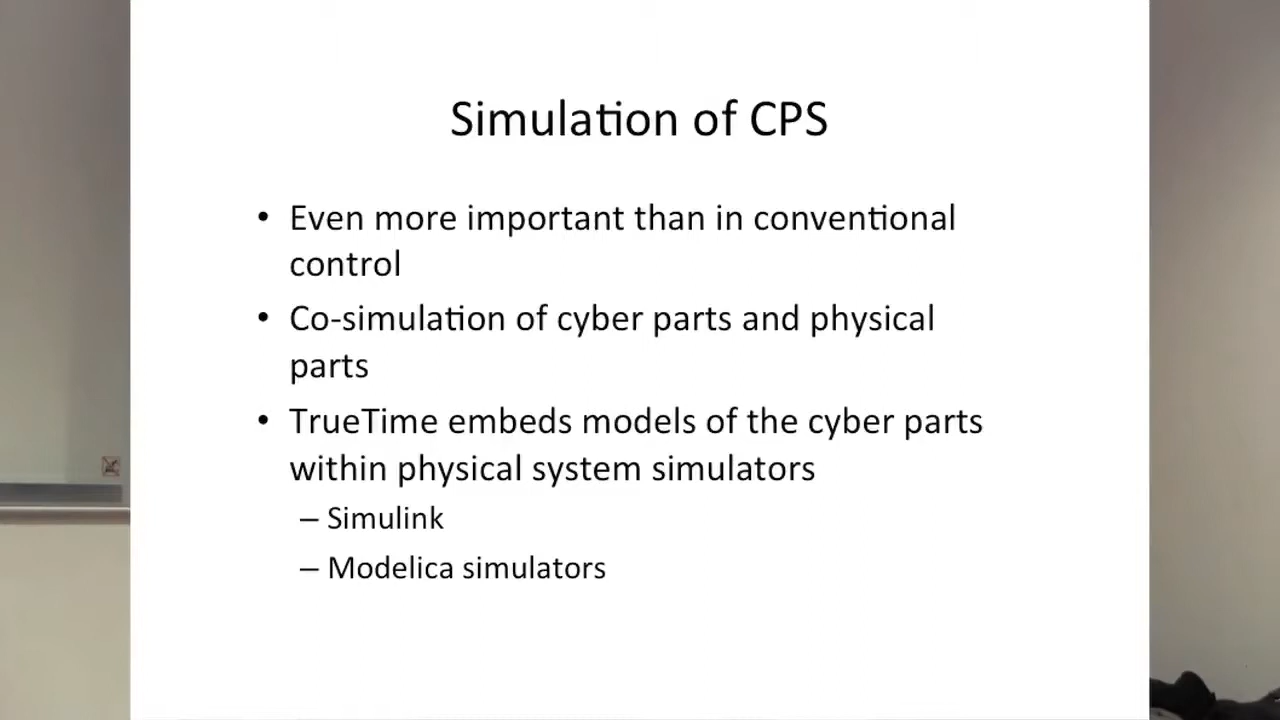 Simulation of CPS
• Even more important than in conventional
control
• Co-simulation of cyber parts and physical
parts
• TrueTime embeds models of the cyber parts
within physical system simulators
– Simulink
– Modelica simulators